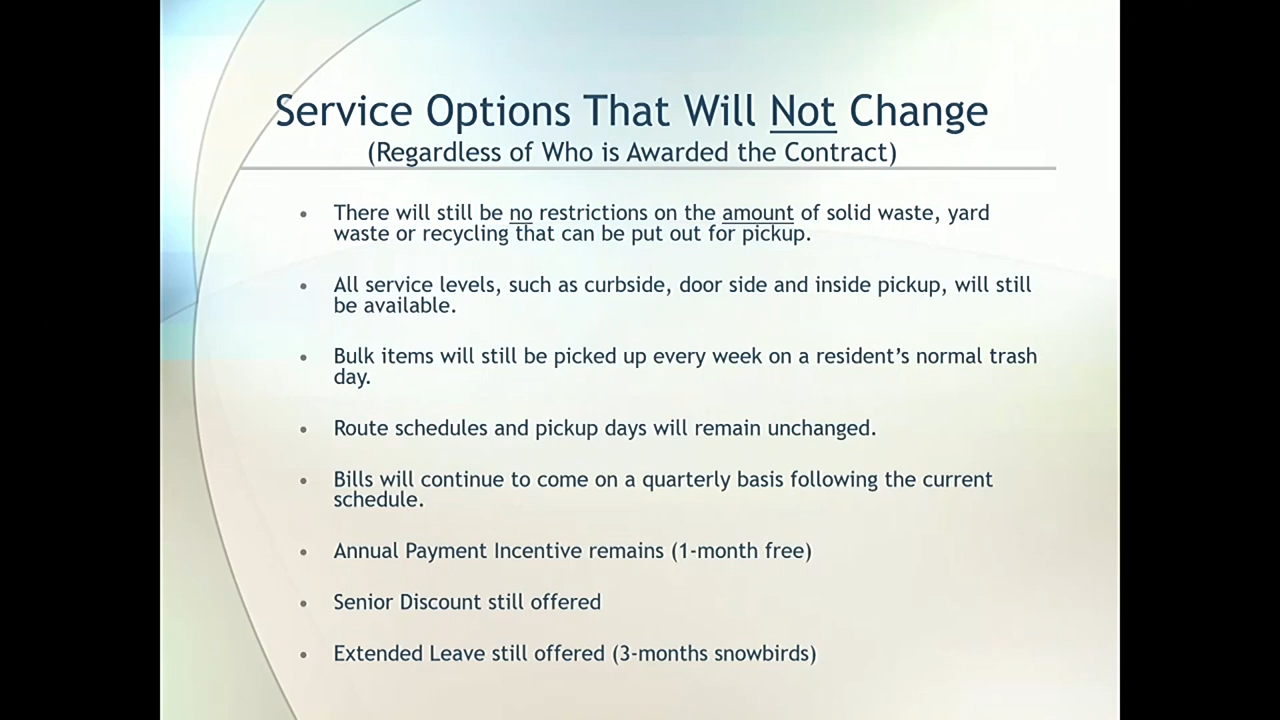 Service Options That Will Not Change
(Regardless of Who is Awarded the Contract)
• There will still be no restrictions on the amount of solid waste, yard
waste or recycling that can be put out for pickup.
• All service levels, such as curbside, door side and inside pickup, will still
be available.
• Bulk items will still be picked up every week on a resident’s normal trash
day.
• Route schedules and pickup days will remain unchanged.
• Bills will continue to come on a quarterly basis following the current
schedule.
• Annual Payment Incentive remains (1-month free)
• Senior Discount still offered
• Extended Leave still offered (3-months snowbirds)